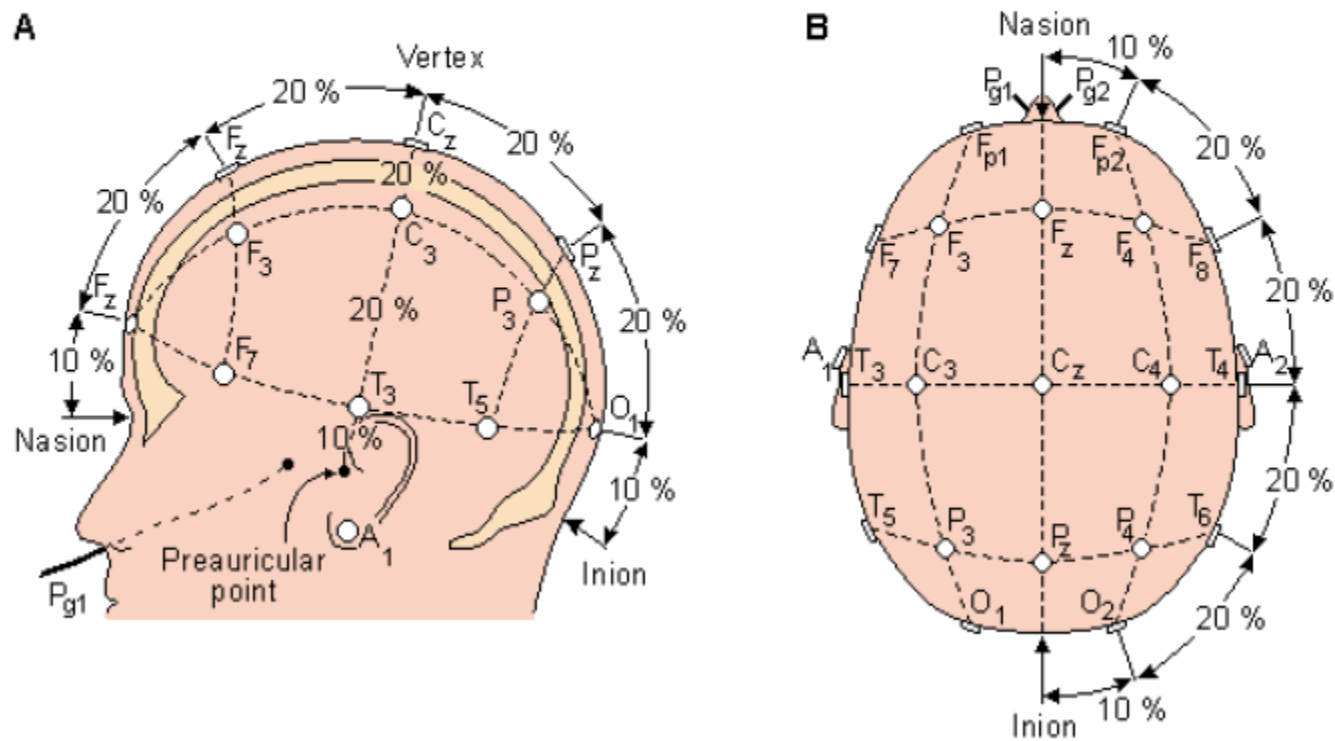 A
Vertex
20 %
20 %
Cz
Fz
20 %
20 %
Fz
F3
C3
Pz
P3
20 %
20 %
10 %
F7
T3
T5
O1
Nasion
10 %
10 %
A1
Preauricular
point
Inion
Pg1
B
Nasion
10 %
Pg1
Pg2
Fp1
Fp2
20 %
F7
F3
Fz
F4
F8
20 %
A1
T3
C3
Cz
C4
T4
A2
20 %
T5
P3
Pz
P4
T6
O1
O2
20 %
10 %
Inion